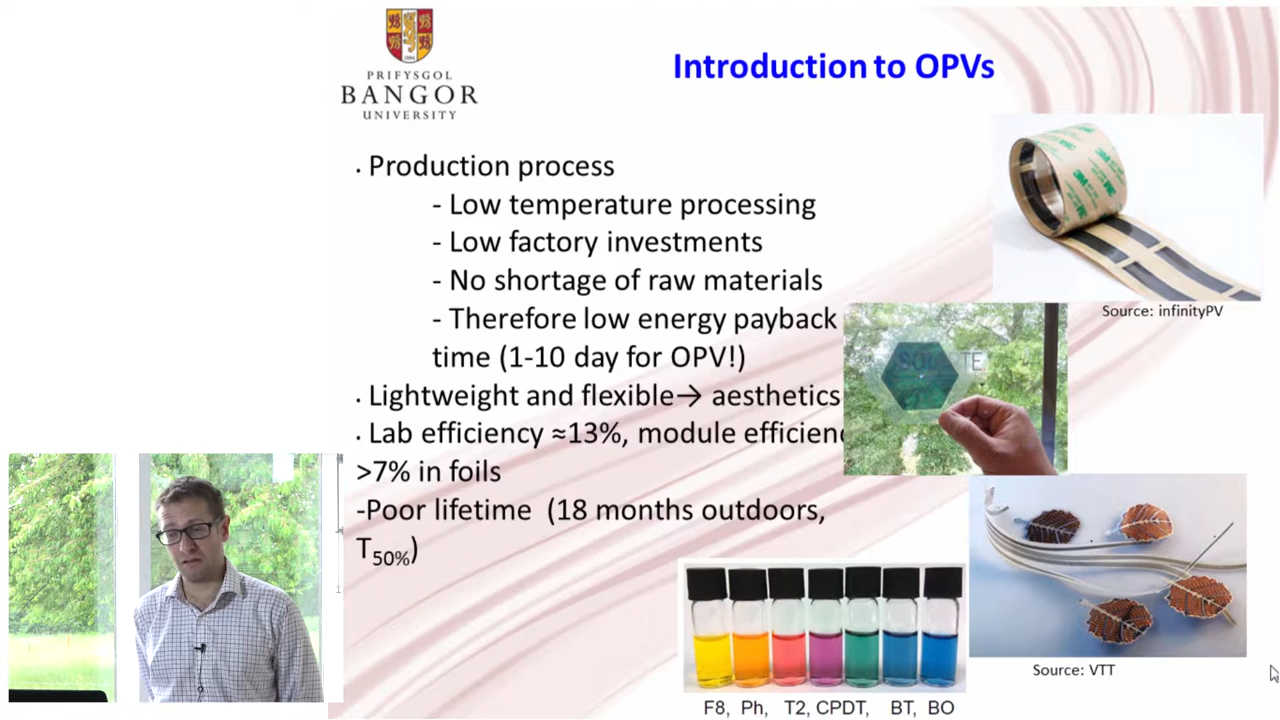 PRIFYSGOL
BANGOR
UNIVERSITY
Introduction to OPVs
• Production process
- Low temperature processing
- Low factory investments
- No shortage of raw materials
- Therefore low energy payback
time (1-10 day for OPV!)
• Lightweight and flexible→ aesthetics
• Lab efficiency ≈13%, module efficienc
>7% in foils
-Poor lifetime (18 months outdoors,
T50%)
3M
3M
3M
Source: infinityPV
Source: VTT
F8, Ph, T2, CPDT, BT, BO